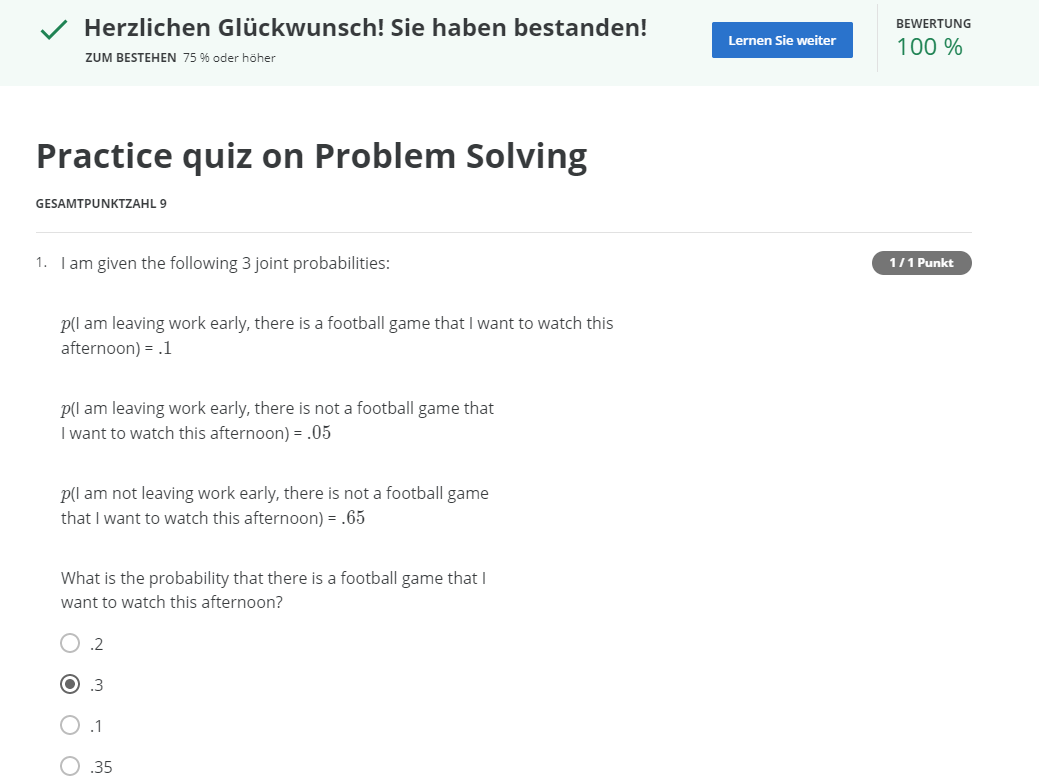 Herzlichen Glückwunsch! Sie haben bestanden!
ZUM BESTEHEN 75 % oder höher
Lernen Sie weiter
BEWERTUNG
100 %
Practice quiz on Problem Solving
GESAMTPUNKTZAHL 9
1. I am given the following 3 joint probabilities:
1 / 1 Punkt
p(I am leaving work early, there is a football game that I want to watch this
afternoon) = .1
p(I am leaving work early, there is not a football game that
I want to watch this afternoon) = .05
p(I am not leaving work early, there is not a football game
that I want to watch this afternoon) = .65
What is the probability that there is a football game that I
want to watch this afternoon?
.2
.3
.1
.35